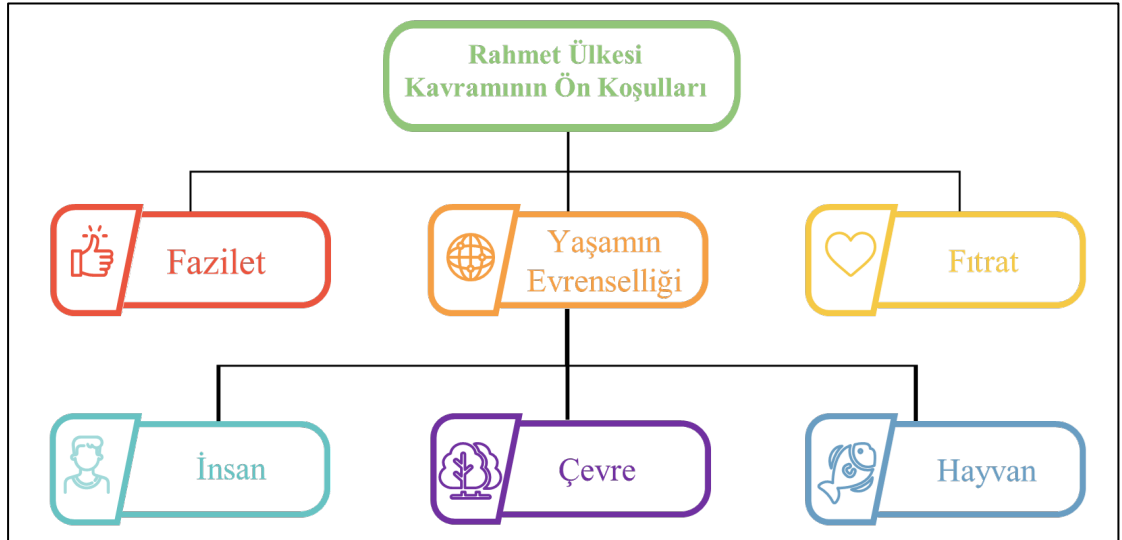 Rahmet Ülkesi
Kavramının Ön Koşulları
Fazilet
Yaşamın
Evrenselliği
Fıtrat
İnsan
Çevre
Hayvan